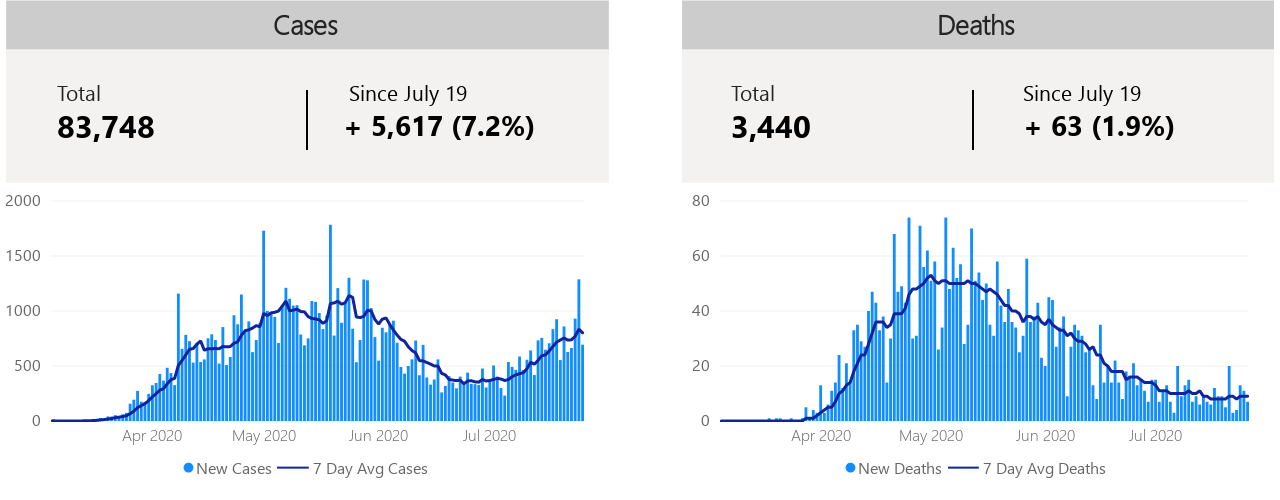 Cases
Total
83,748
Since July 19
+ 5,617 (7.2%)
2000
1500
1000
500
0
Apr 2020
May 2020
Jun 2020
Jul 2020
New Cases
7 Day Avg Cases
Deaths
Total
3,440
Since July 19
+ 63 (1.9%)
80
60
40
20
0
Apr 2020
May 2020
Jun 2020
Jul 2020
New Deaths
7 Day Avg Deaths